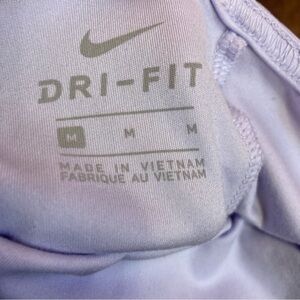 DRI-FIT
M M M
MADE IN VIETNAM
FABRIQUE AU VIETNAM